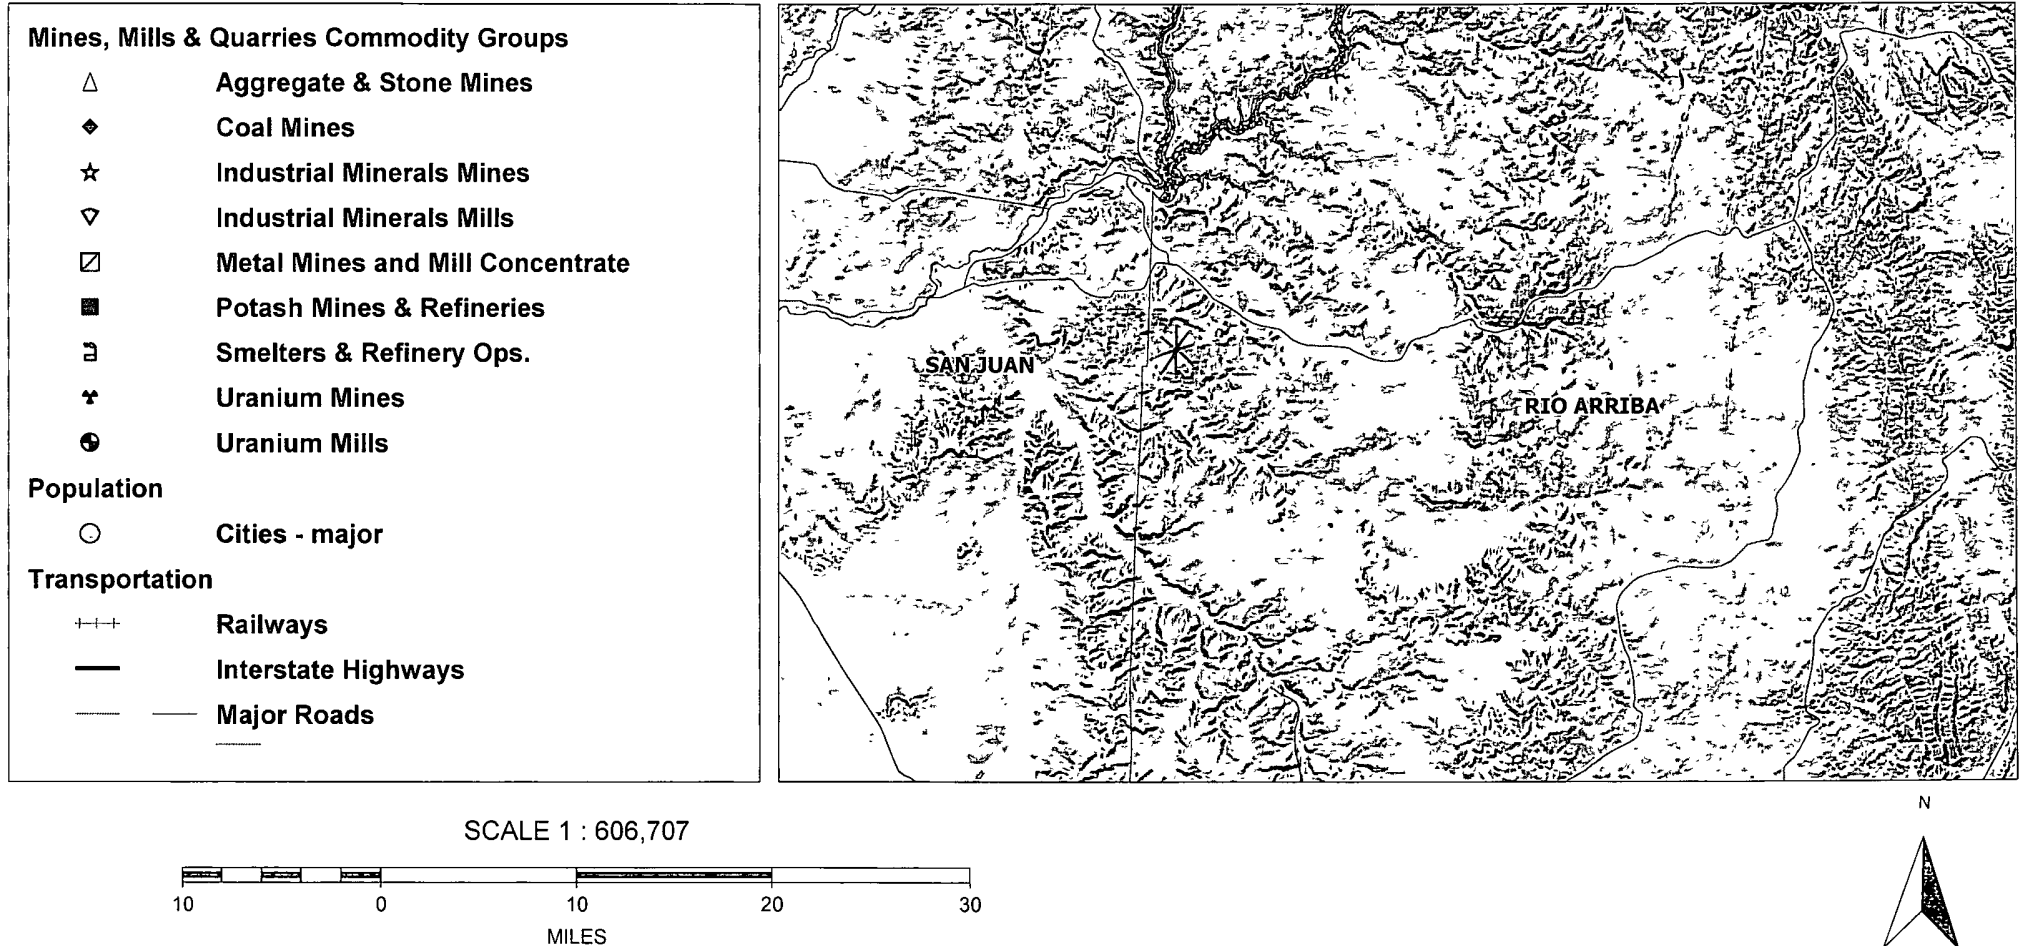 Mines, Mills & Quarries Commodity Groups
Aggregate & Stone Mines
Coal Mines
Industrial Minerals Mines
Industrial Minerals Mills
Metal Mines and Mill Concentrate
Potash Mines & Refineries
Smelters & Refinery Ops.
Uranium Mines
Uranium Mills
Population
Cities - major
Transportation
Railways
Interstate Highways
Major Roads
SAN JUAN
RIO ARRIBA
SCALE 1 : 606,707
10 0 10 20 30
MILES
N